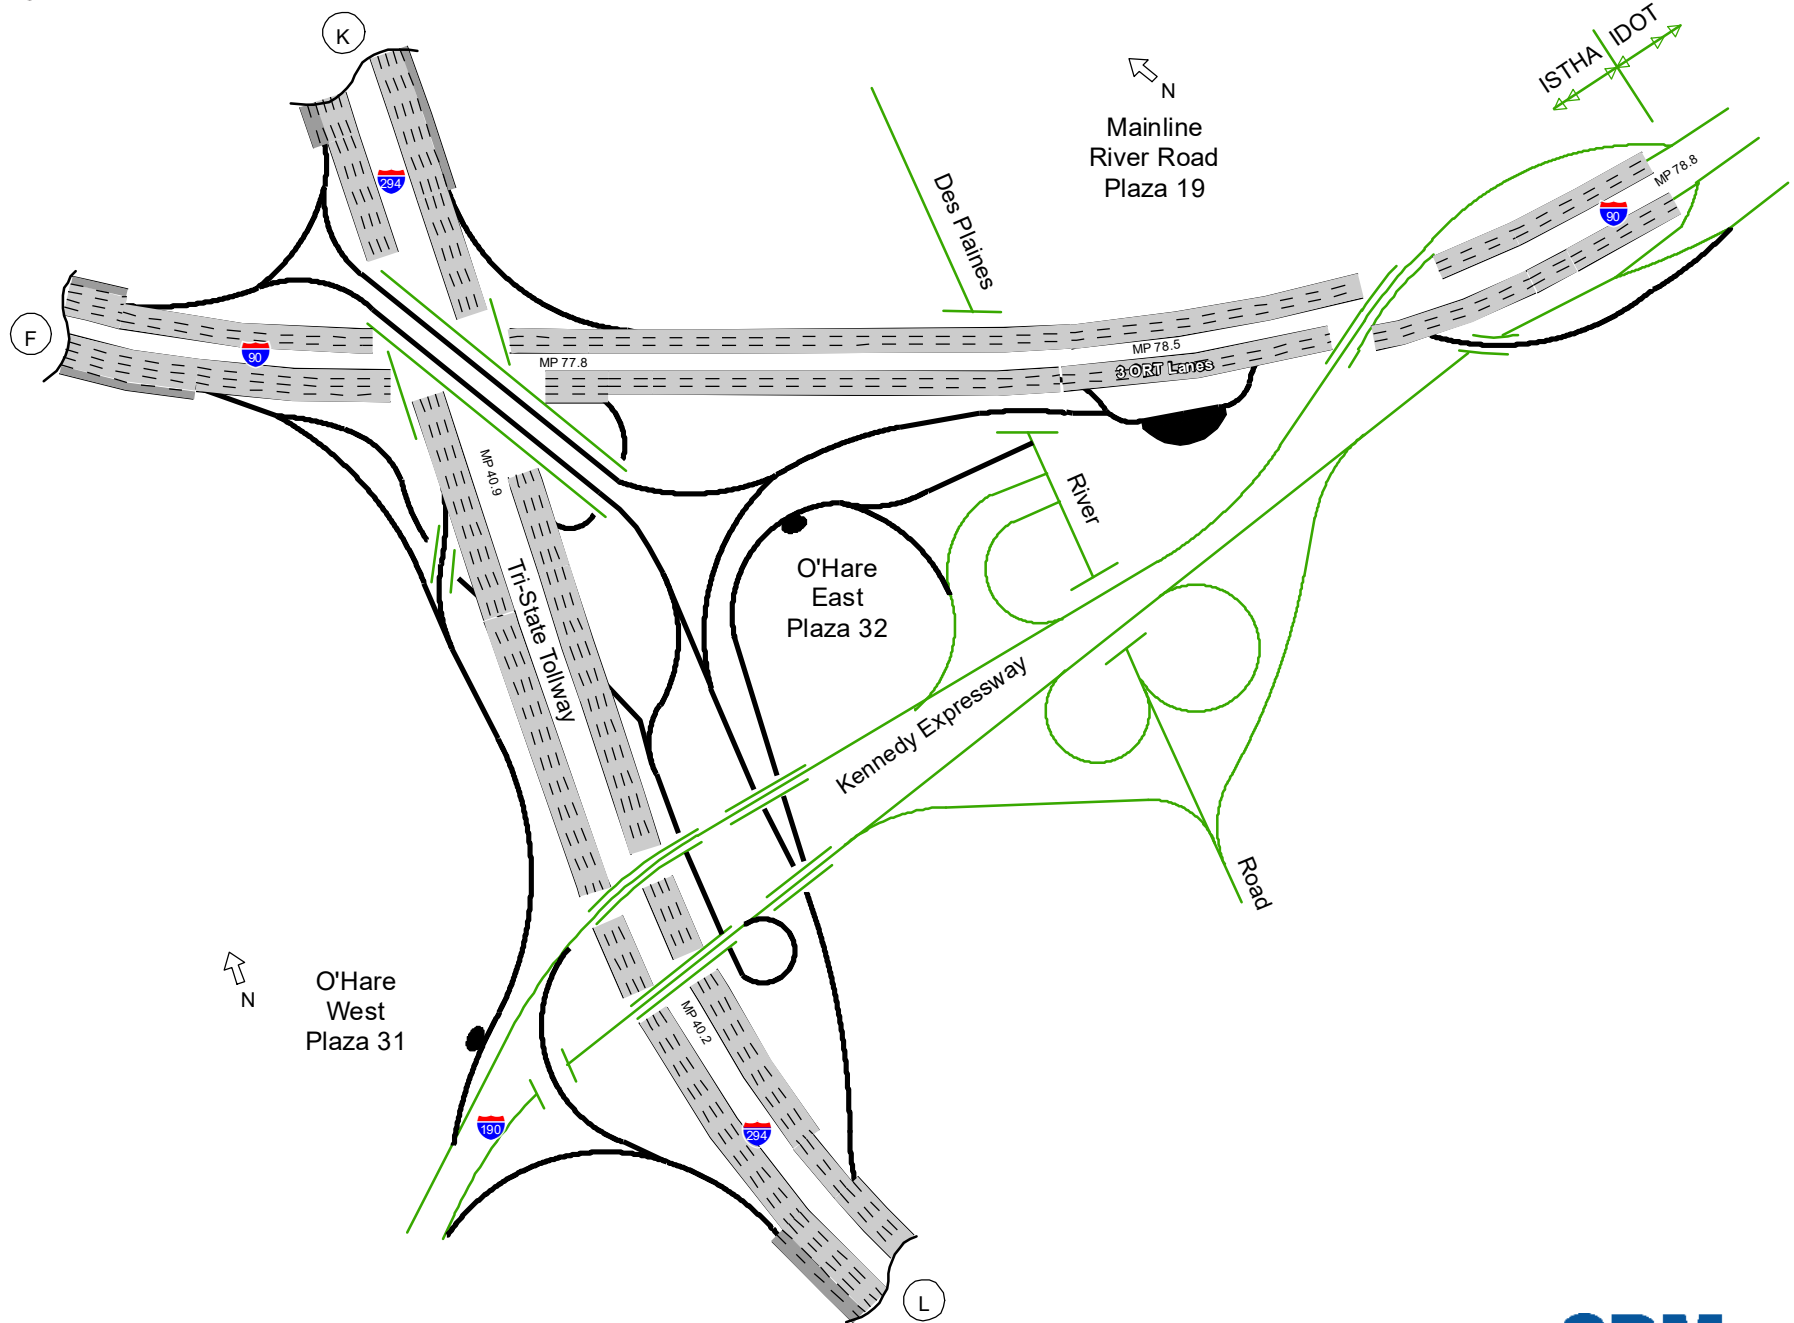 K
ISTHA
IDOT
N
Mainline
River Road
Plaza 19
MP 78.8
294
Des Plaines
90
F
90
MP 77.8
MP 78.5
3 ORT Lanes
MP 40.9
River
Tri-State Tollway
O'Hare
East
Plaza 32
Kennedy Expressway
Road
N
O'Hare
West
Plaza 31
MP 40.2
190
294
L